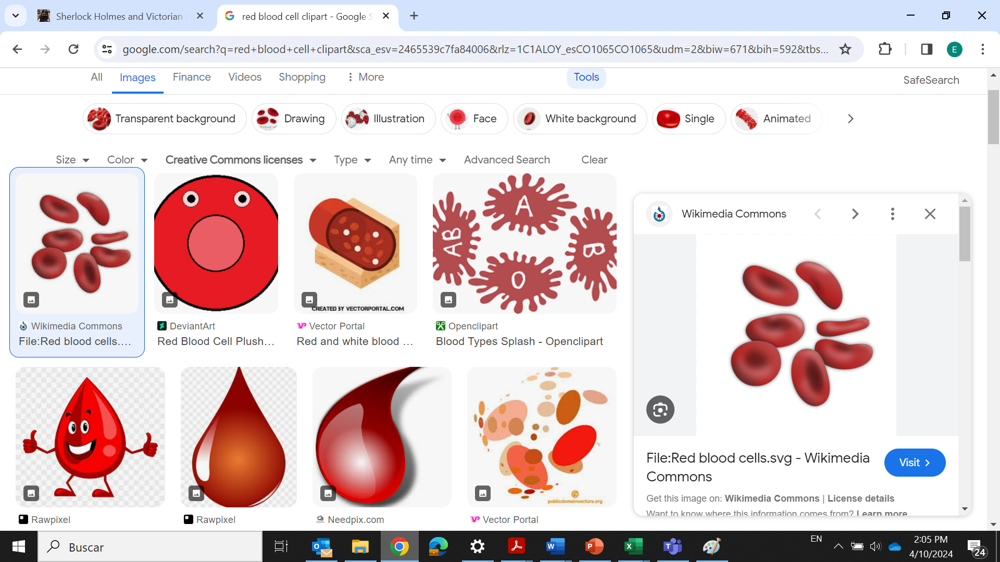 Sherlock Holmes and Victorian
red blood cell clipart - Google S
google.com/search?q=red+blood+cell+clipart&sca_esv=2465539c7fa84006&rlz=1C1ALOY_esCO1065CO1065&udm=2&biw=671&bih=592&tbs...
E
All Images Finance Videos Shopping More Tools SafeSearch
Transparent background Drawing Illustration Face White background Single Animated
Size Color Creative Commons licenses Type Any time Advanced Search Clear
A
AB
B
O
CREATED BY VECTORPORTAL.COM
Wikimedia Commons DeviantArt Vector Portal Openclipart
File:Red blood cells.... Red Blood Cell Plush... Red and white blood ... Blood Types Splash - Openclipart
publicdomainvectors.org
Rawpixel Rawpixel Needpix.com Vector Portal
Wikimedia Commons
File:Red blood cells.svg - Wikimedia
Commons
Visit
Get this image on: Wikimedia Commons | License details
Want to know where this information comes from? Learn more
Buscar
EN
2:05 PM
4/10/2024
24